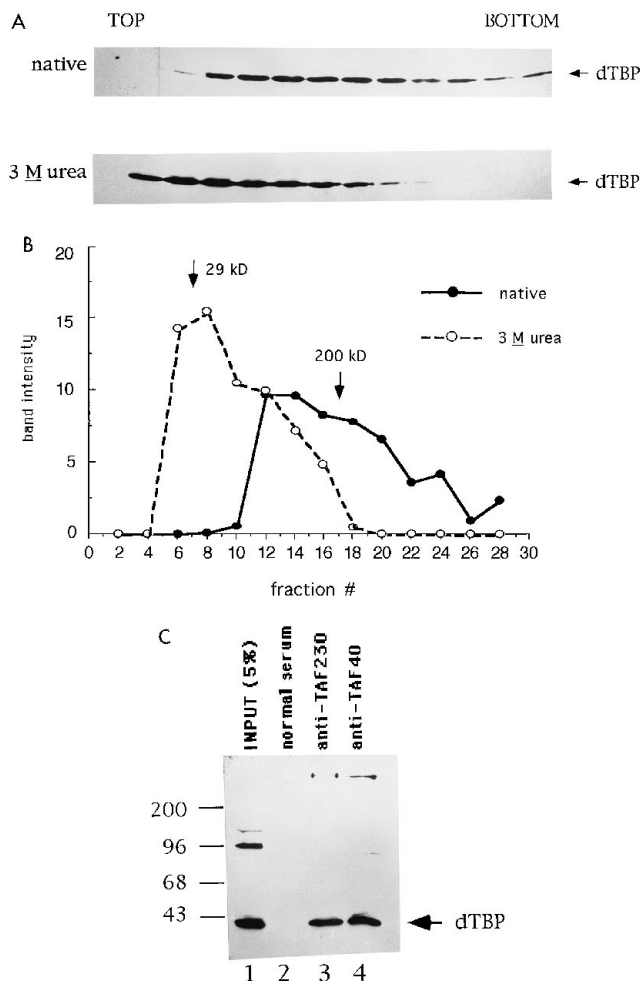 A
TOP BOTTOM
native
dTBP
3 M urea
dTBP
B
29 kD
native
3 M urea
200 kD
20
15
10
5
0
band intensity
0 2 4 6 8 10 12 14 16 18 20 22 24 26 28 30
fraction #
C
INPUT (5%)
normal serum
anti-TAF230
anti-TAF40
200
96
68
43
dTBP
1 2 3 4